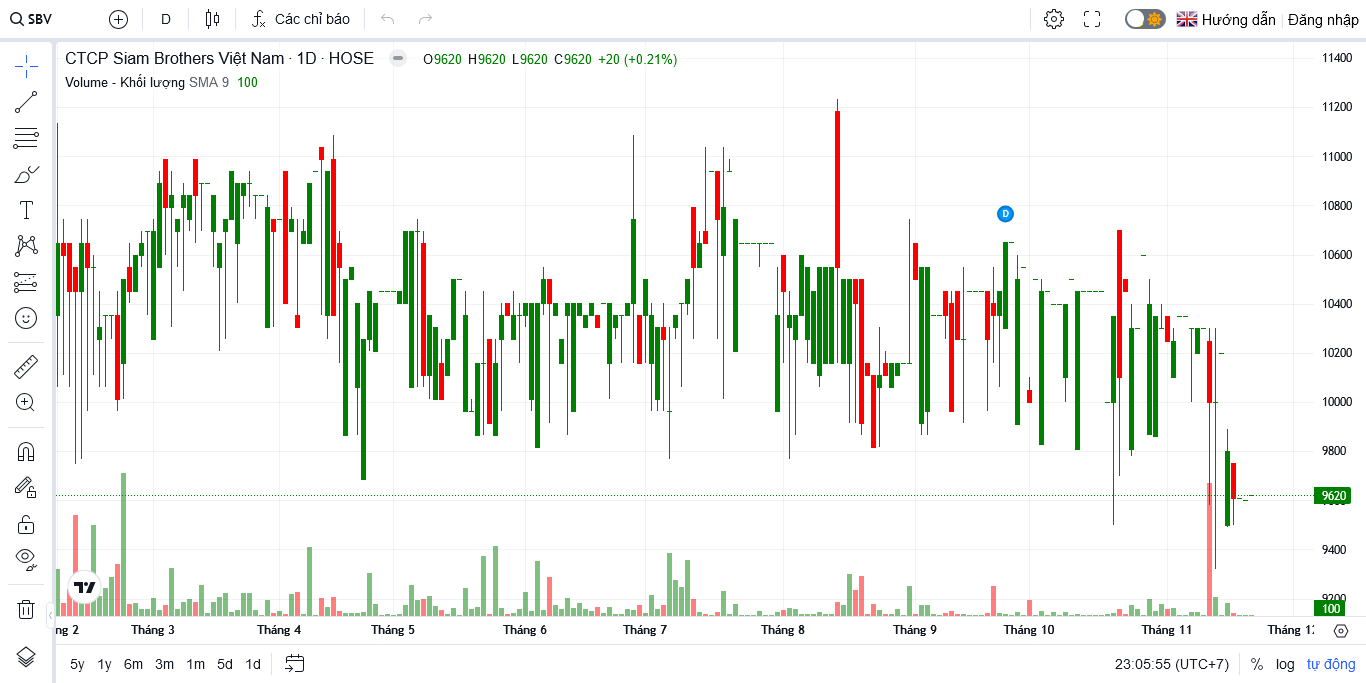 SBV D Các chỉ báo Hướng dẫn Đăng nhập
CTCP Siam Brothers Việt Nam · 1D · HOSE O9620 H9620 L9620 C9620 +20 (+0.21%)
Volume - Khối lượng SMA 9 100
11400
11200
11000
10800
D
10600
10400
10200
10000
9800
9620
9400
9200
100
ng 2 Tháng 3 Tháng 4 Tháng 5 Tháng 6 Tháng 7 Tháng 8 Tháng 9 Tháng 10 Tháng 11 Tháng 12
5y 1y 6m 3m 1m 5d 1d 23:05:55 (UTC+7) % log tự động